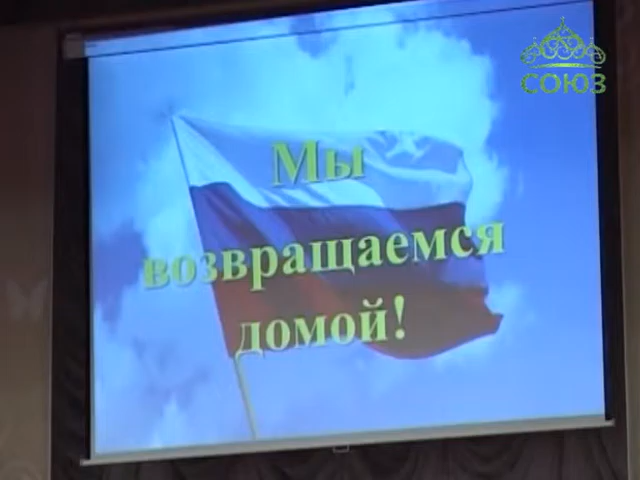 СОЮЗ
Мы
возвращаемся
домой!